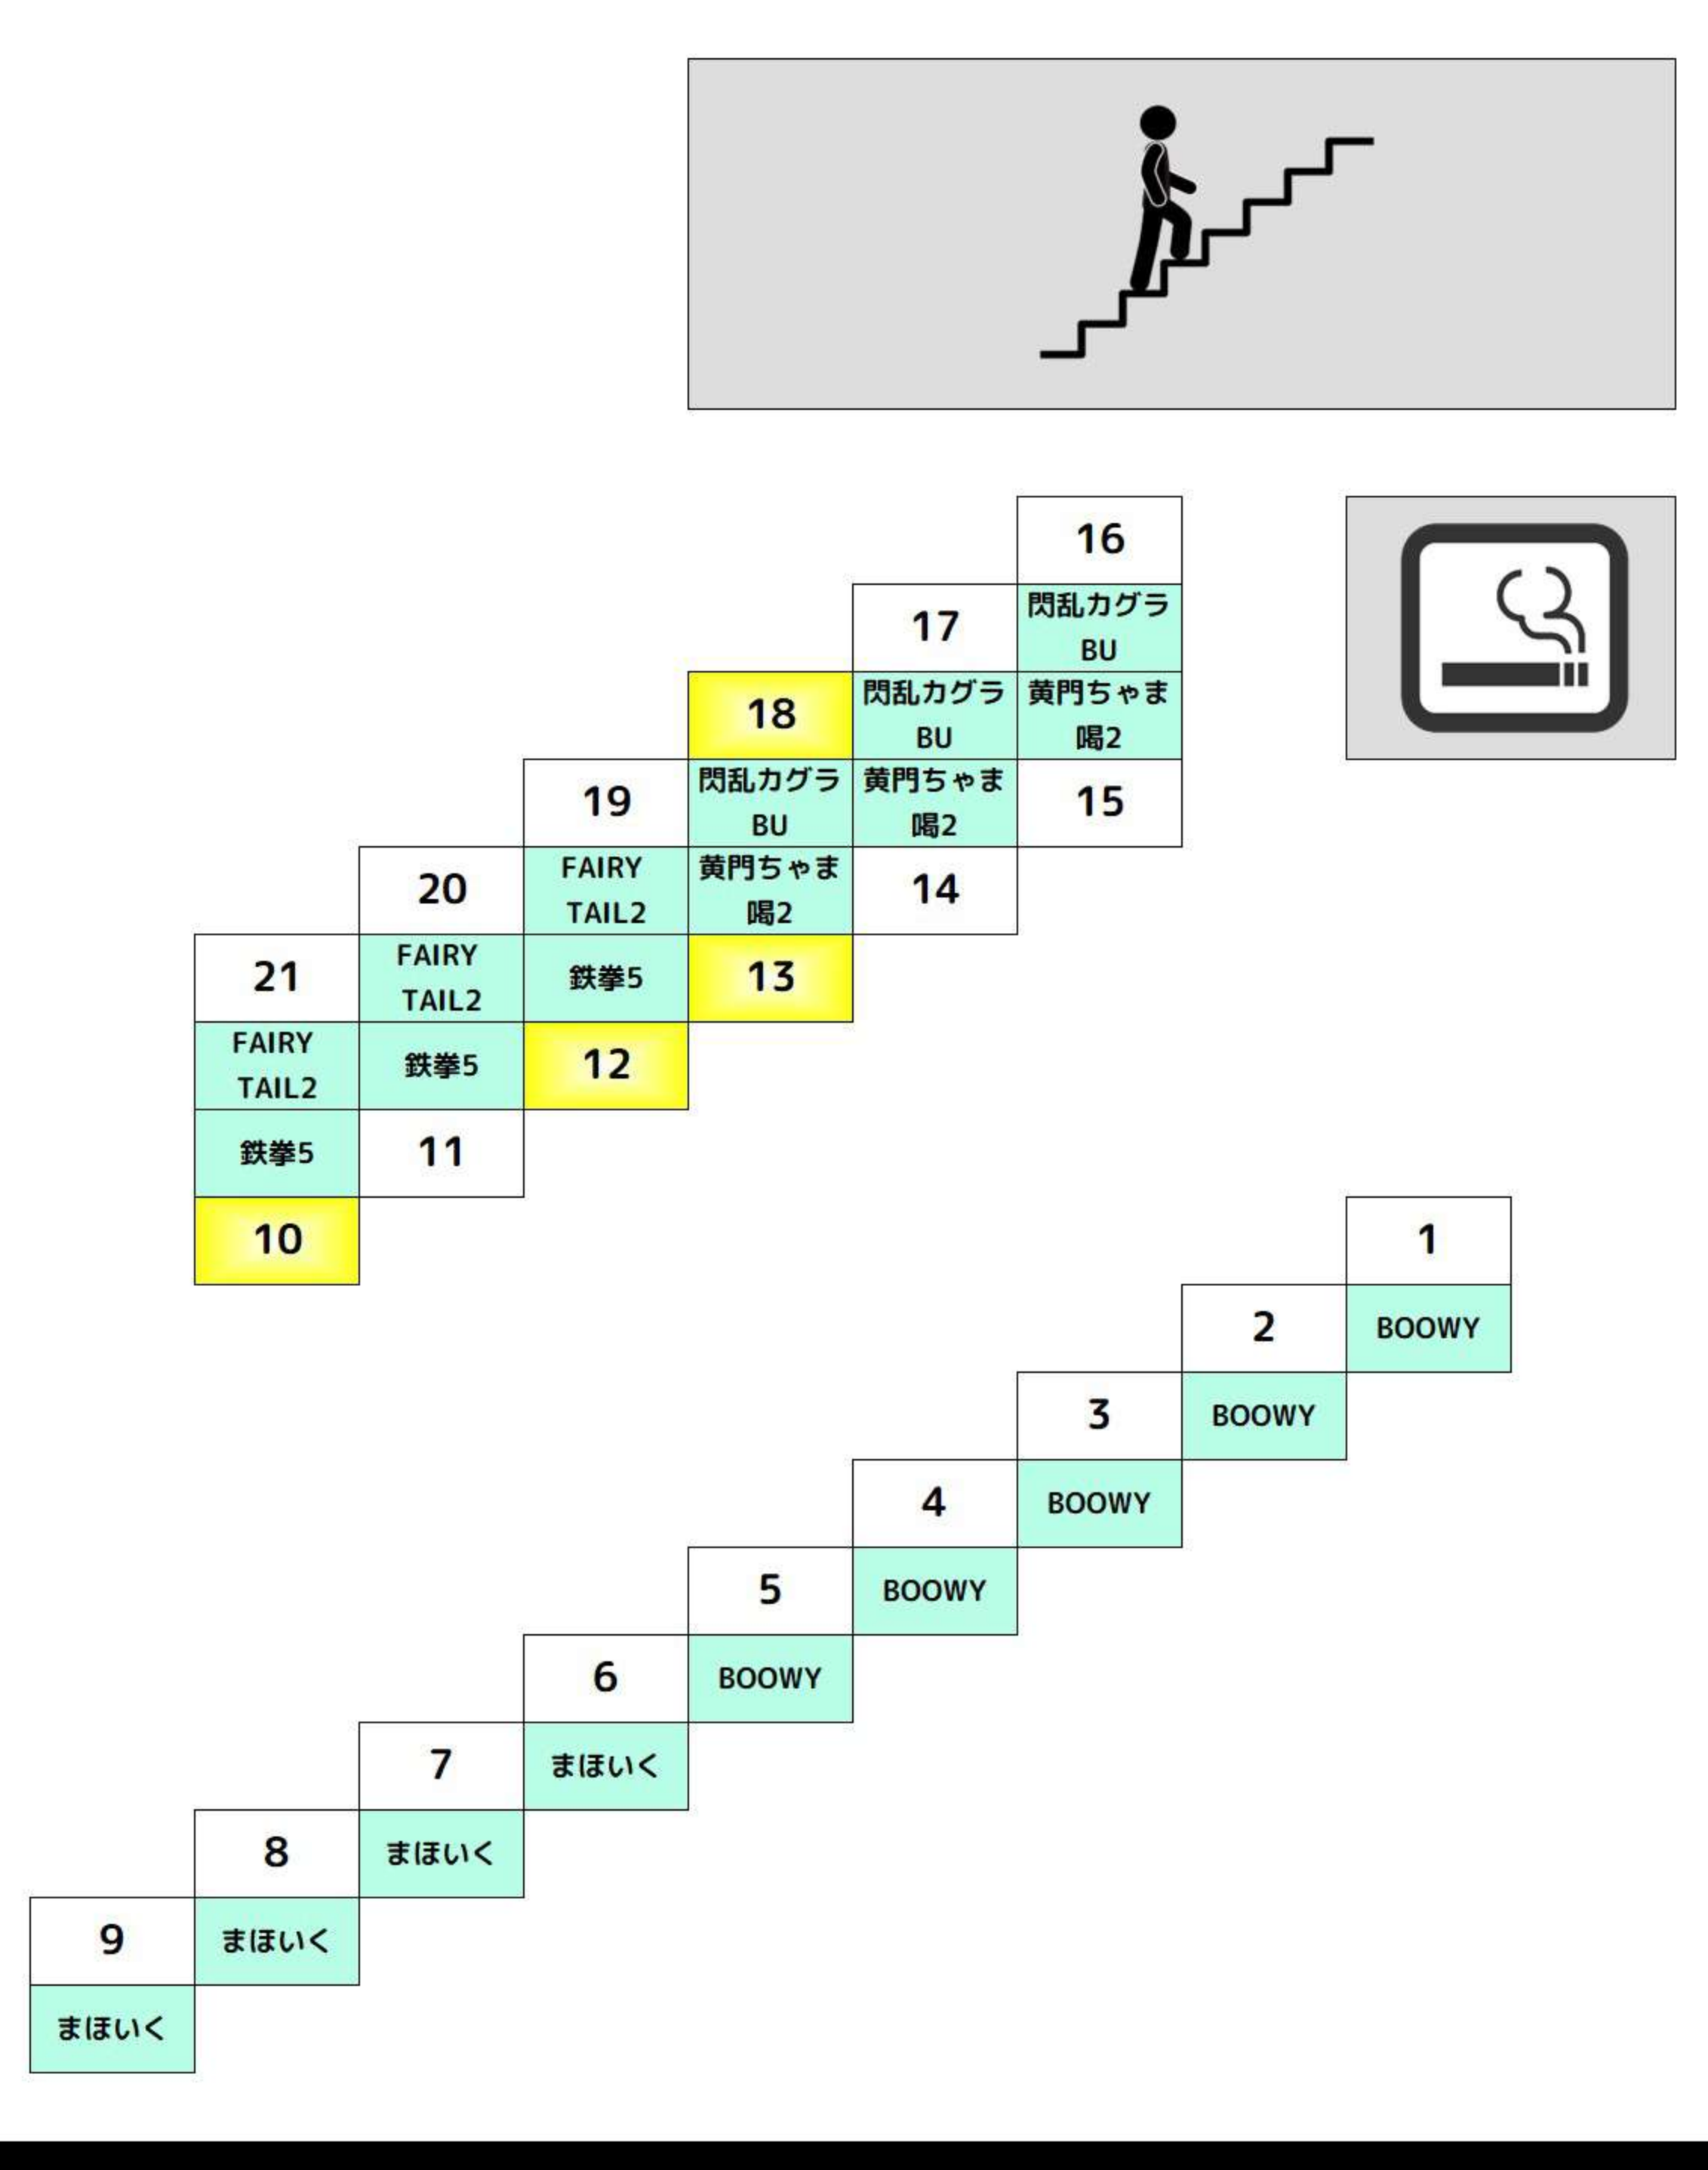 16
17
閃乱カグラ
BU
18
閃乱カグラ
BU
黄門ちゃま
喝2
19
閃乱カグラ
BU
黄門ちゃま
喝2
15
20
FAIRY
TAIL2
黄門ちゃま
喝2
14
21
FAIRY
TAIL2
鉄拳5
13
FAIRY
TAIL2
鉄拳5
12
鉄拳5
11
10
1
2
BOOWY
3
BOOWY
4
BOOWY
5
BOOWY
6
BOOWY
7
まほいく
8
まほいく
9
まほいく
まほいく